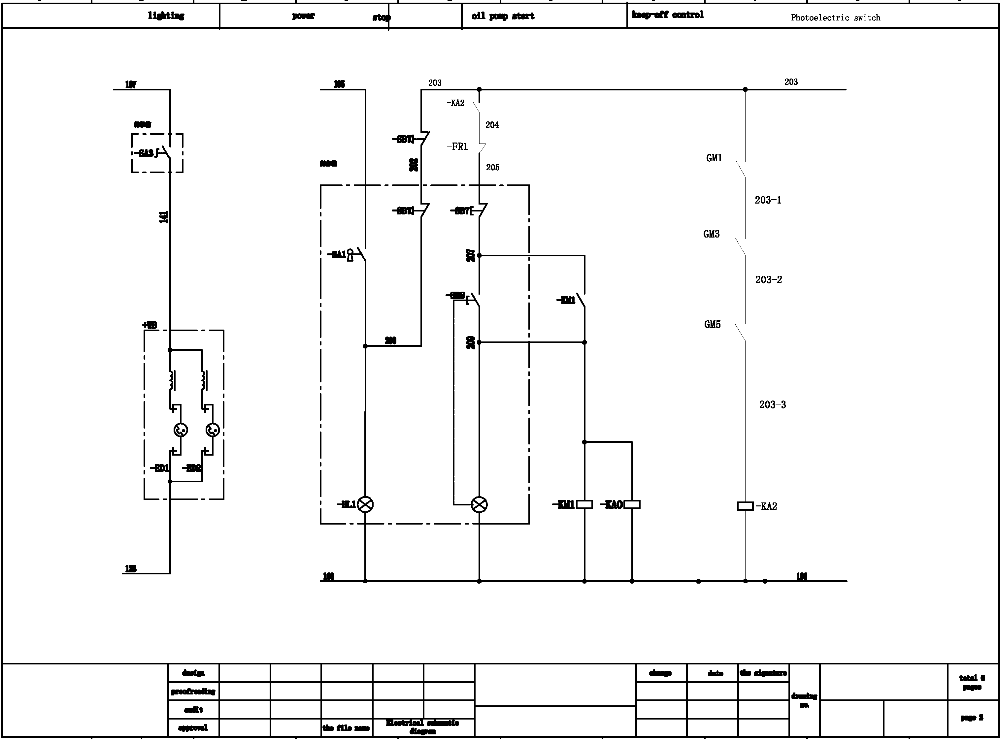 lighting
power
stop
oil pump start
keep-off control
Photoelectric switch
107
105
203
203
-KA2
204
-SB7
-FR1
-SA3
202
205
GM1
203-1
141
-SB7
-SB7
GM3
-SA1
207
203-2
-KM1
+WB
GM5
209
203-3
-ED1
-ED2
-HL1
-KM1
-KA0
-KA2
123
106
106
design
change
date
the signature
total 6
pages
proofreading
drawing
no.
audit
approval
the file name
Electrical schematic
diagram
page 2